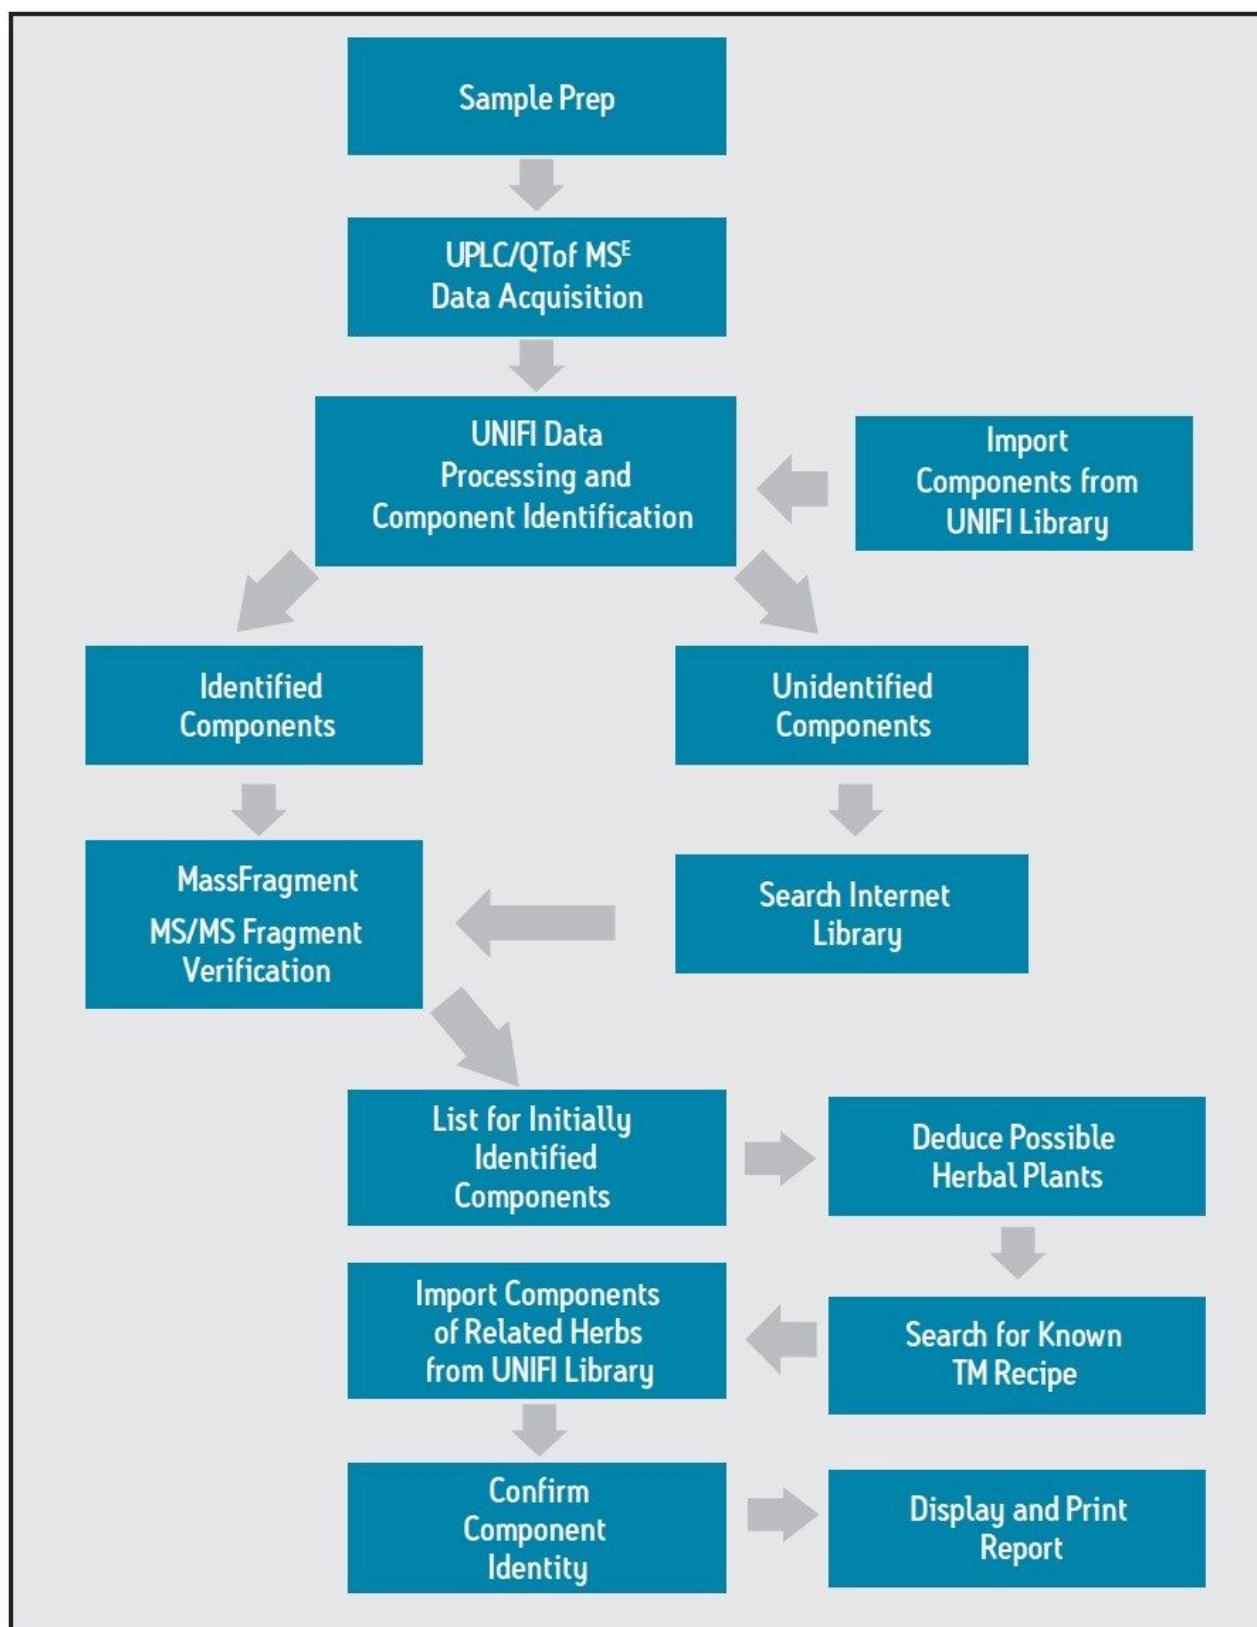 Sample Prep
UPLC/QTof MSᴱ
Data Acquisition
UNIFI Data
Processing and
Component Identification
Import
Components from
UNIFI Library
Identified
Components
Unidentified
Components
MassFragment
MS/MS Fragment
Verification
Search Internet
Library
List for Initially
Identified
Components
Deduce Possible
Herbal Plants
Import Components
of Related Herbs
from UNIFI Library
Search for Known
TM Recipe
Confirm
Component
Identity
Display and Print
Report